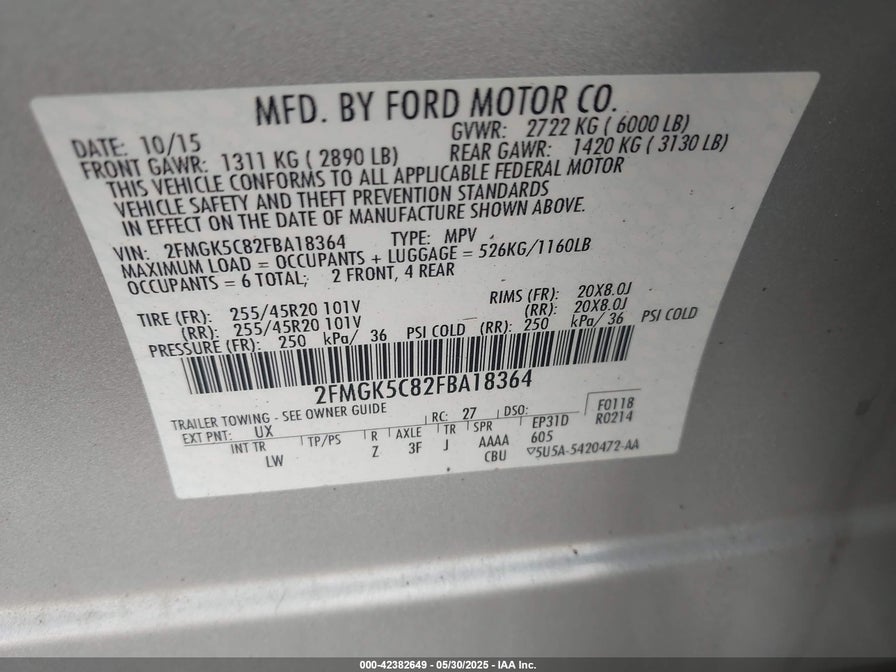 MFD. BY FORD MOTOR CO.
DATE: 10/15 GVWR: 2722 KG ( 6000 LB)
FRONT GAWR: 1311 KG ( 2890 LB) REAR GAWR: 1420 KG ( 3130 LB)
THIS VEHICLE CONFORMS TO ALL APPLICABLE FEDERAL MOTOR
VEHICLE SAFETY AND THEFT PREVENTION STANDARDS
IN EFFECT ON THE DATE OF MANUFACTURE SHOWN ABOVE.
VIN: 2FMGK5C82FBA18364 TYPE: MPV
MAXIMUM LOAD = OCCUPANTS + LUGGAGE = 526KG/1160LB
OCCUPANTS = 6 TOTAL; 2 FRONT, 4 REAR
TIRE (FR): 255/45R20 101V RIMS (FR): 20X8.0J
(RR): 255/45R20 101V (RR): 20X8.0J
PRESSURE (FR): 250 kPa/ 36 PSI COLD (RR): 250 kPa/ 36 PSI COLD
2FMGK5C82FBA18364
TRAILER TOWING - SEE OWNER GUIDE
EXT PNT: UX RC: 27 DSO: F0118
R0214
INT TR TP/PS R AXLE TR SPR EP31D
LW Z 3F J AAAA 605
CBU ▽5U5A-5420472-AA
000-42382649 - 05/30/2025 - IAA Inc.